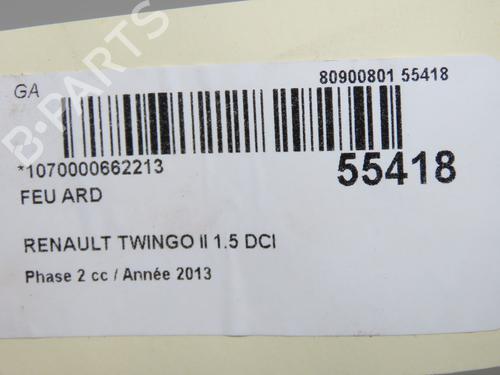 B-PARTS
GA
80900801 55418
*1070000662213
55418
FEU ARD
RENAULT TWINGO II 1.5 DCI
Phase 2 cc / Année 2013